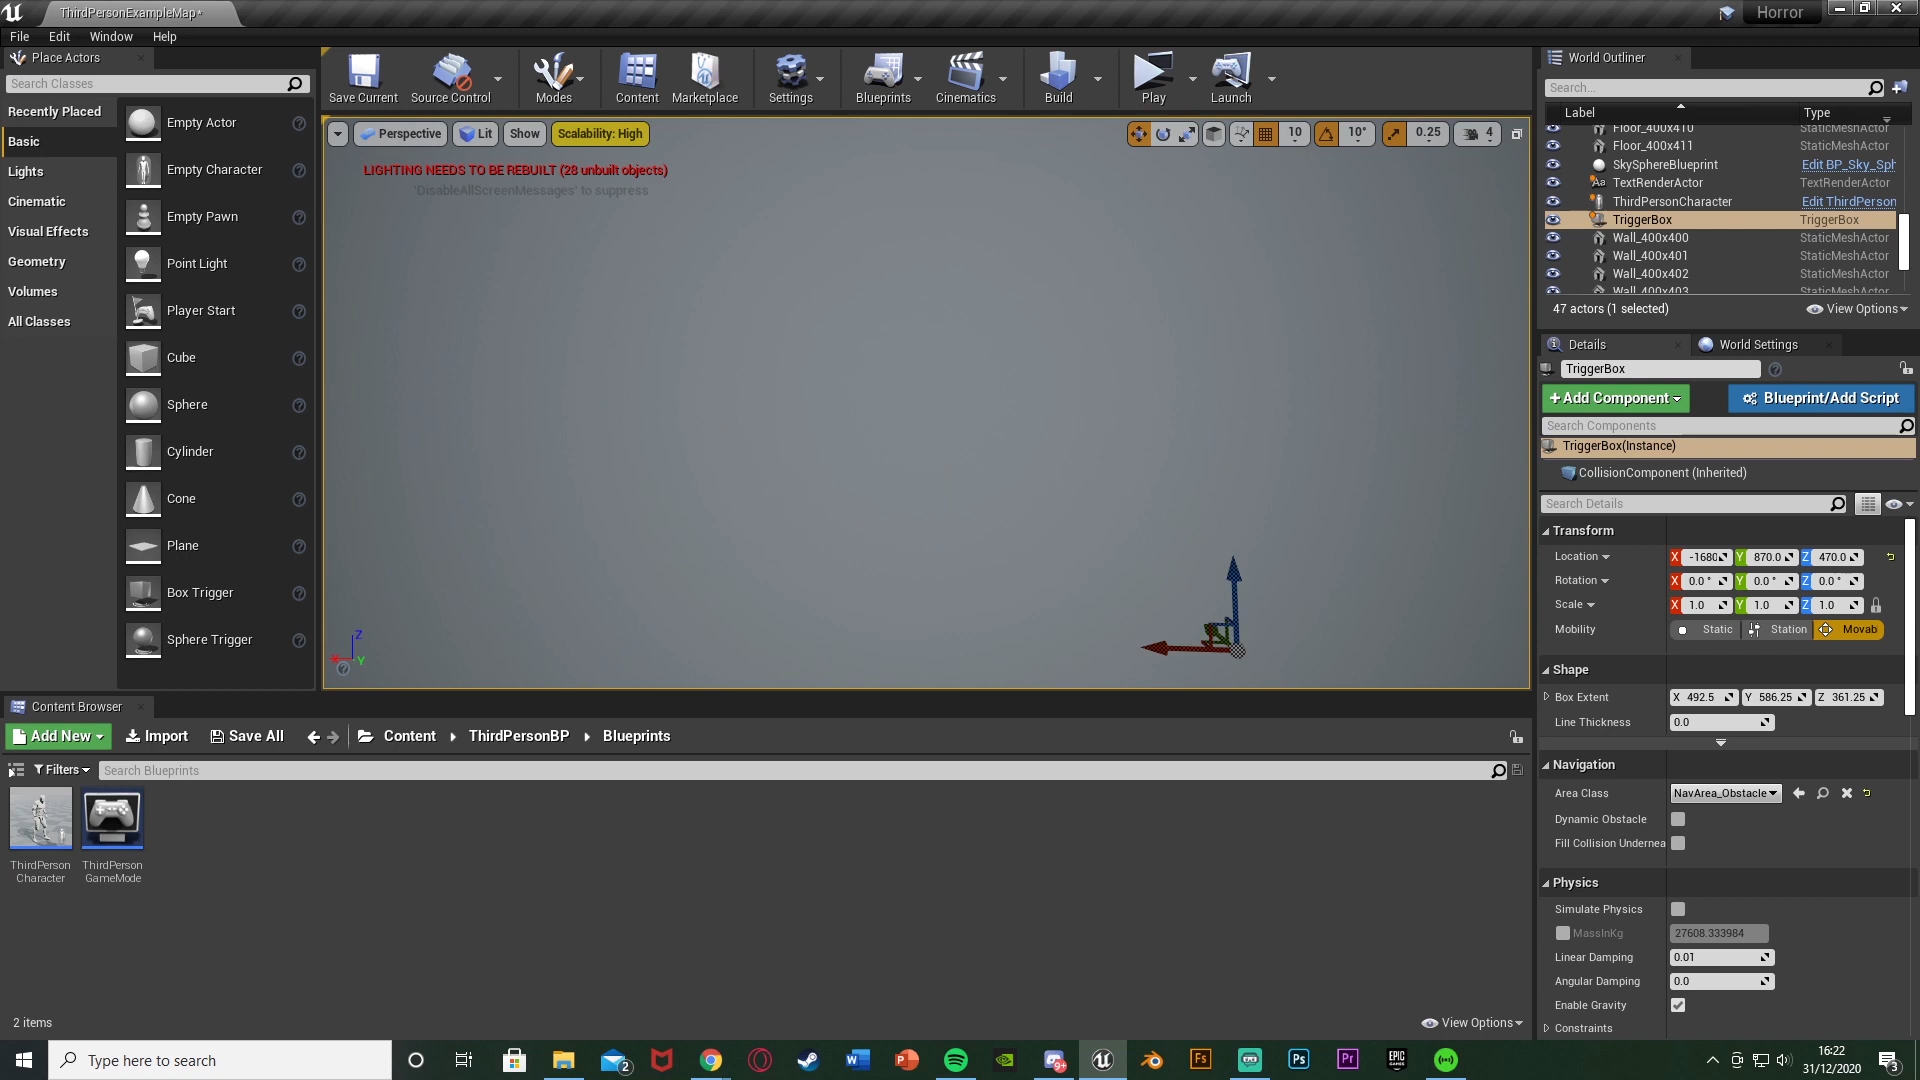 ThirdPersonExampleMap*
Horror
File Edit Window Help
Place Actors
Search Classes
Recently Placed
Basic
Lights
Cinematic
Visual Effects
Geometry
Volumes
All Classes
Empty Actor
Empty Character
Empty Pawn
Point Light
Player Start
Cube
Sphere
Cylinder
Cone
Plane
Box Trigger
Sphere Trigger
Save Current Source Control Modes Content Marketplace Settings Blueprints Cinematics Build Play Launch
Perspective Lit Show Scalability: High
10 10° 0.25 4
LIGHTING NEEDS TO BE REBUILT (28 unbuilt objects)
'DisableAllScreenMessages' to suppress
Z
X Y
World Outliner
Search...
Label Type
Floor_400x410 StaticMeshActor
Floor_400x411 StaticMeshActor
SkySphereBlueprint Edit BP_Sky_Sph
TextRenderActor TextRenderActor
ThirdPersonCharacter Edit ThirdPerson
TriggerBox TriggerBox
Wall_400x400 StaticMeshActor
Wall_400x401 StaticMeshActor
Wall_400x402 StaticMeshActor
Wall_400x403 StaticMeshActor
47 actors (1 selected) View Options
Details World Settings
TriggerBox
+Add Component Blueprint/Add Script
Search Components
TriggerBox(Instance)
CollisionComponent (Inherited)
Search Details
Transform
Location X -1680 Y 870.0 Z 470.0
Rotation X 0.0 ° Y 0.0 ° Z 0.0 °
Scale X 1.0 Y 1.0 Z 1.0
Mobility Static Station Movab
Shape
Box Extent X 492.5 Y 586.25 Z 361.25
Line Thickness 0.0
Navigation
Area Class NavArea_Obstacle
Dynamic Obstacle
Fill Collision Undernea
Physics
Simulate Physics
MassInKg 27608.333984
Linear Damping 0.01
Angular Damping 0.0
Enable Gravity
Constraints
Content Browser
Add New Import Save All Content ThirdPersonBP Blueprints
Filters Search Blueprints
ThirdPerson
Character
ThirdPerson
GameMode
2 items View Options
Type here to search
2
9+
Fs
Ps
Pr
EPIC
GAMES
16:22
31/12/2020
3